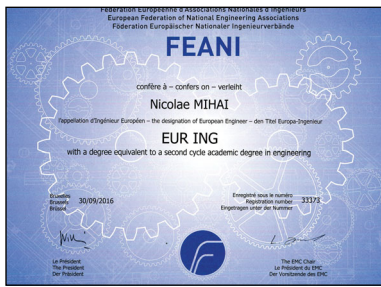 Fédération Européenne d'Associations Nationales d'Ingénieurs
European Federation of National Engineering Associations
Föderation Europäischer Nationaler Ingenieurverbände
FEANI
confère à – confers on – verleiht
Nicolae MIHAI
l'appellation d'Ingénieur Européen – the designation of European Engineer – den Titel Europa-Ingenieur
EUR ING
with a degree equivalent to a second cycle academic degree in engineering
Bruxelles
Brussels 30/09/2016
Brüssel
Enregistré sous le numéro
Registration number 33373
Eingetragen unter der Nummer
Le Président
The President
Der Präsident
The EMC Chair
Le Président du EMC
Der Vorsitzende des EMC